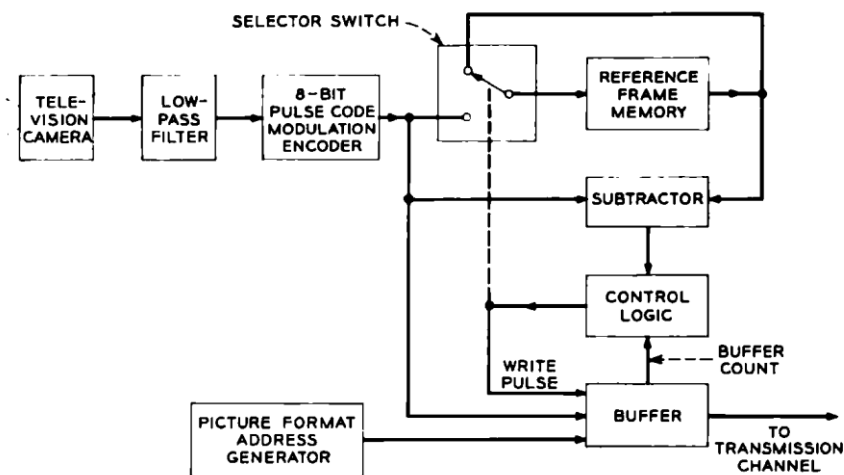 SELECTOR SWITCH
TELE-
VISION
CAMERA
LOW-
PASS
FILTER
8-BIT
PULSE CODE
MODULATION
ENCODER
REFERENCE
FRAME
MEMORY
SUBTRACTOR
CONTROL
LOGIC
BUFFER
COUNT
WRITE
PULSE
BUFFER
PICTURE FORMAT
ADDRESS
GENERATOR
TO
TRANSMISSION
CHANNEL